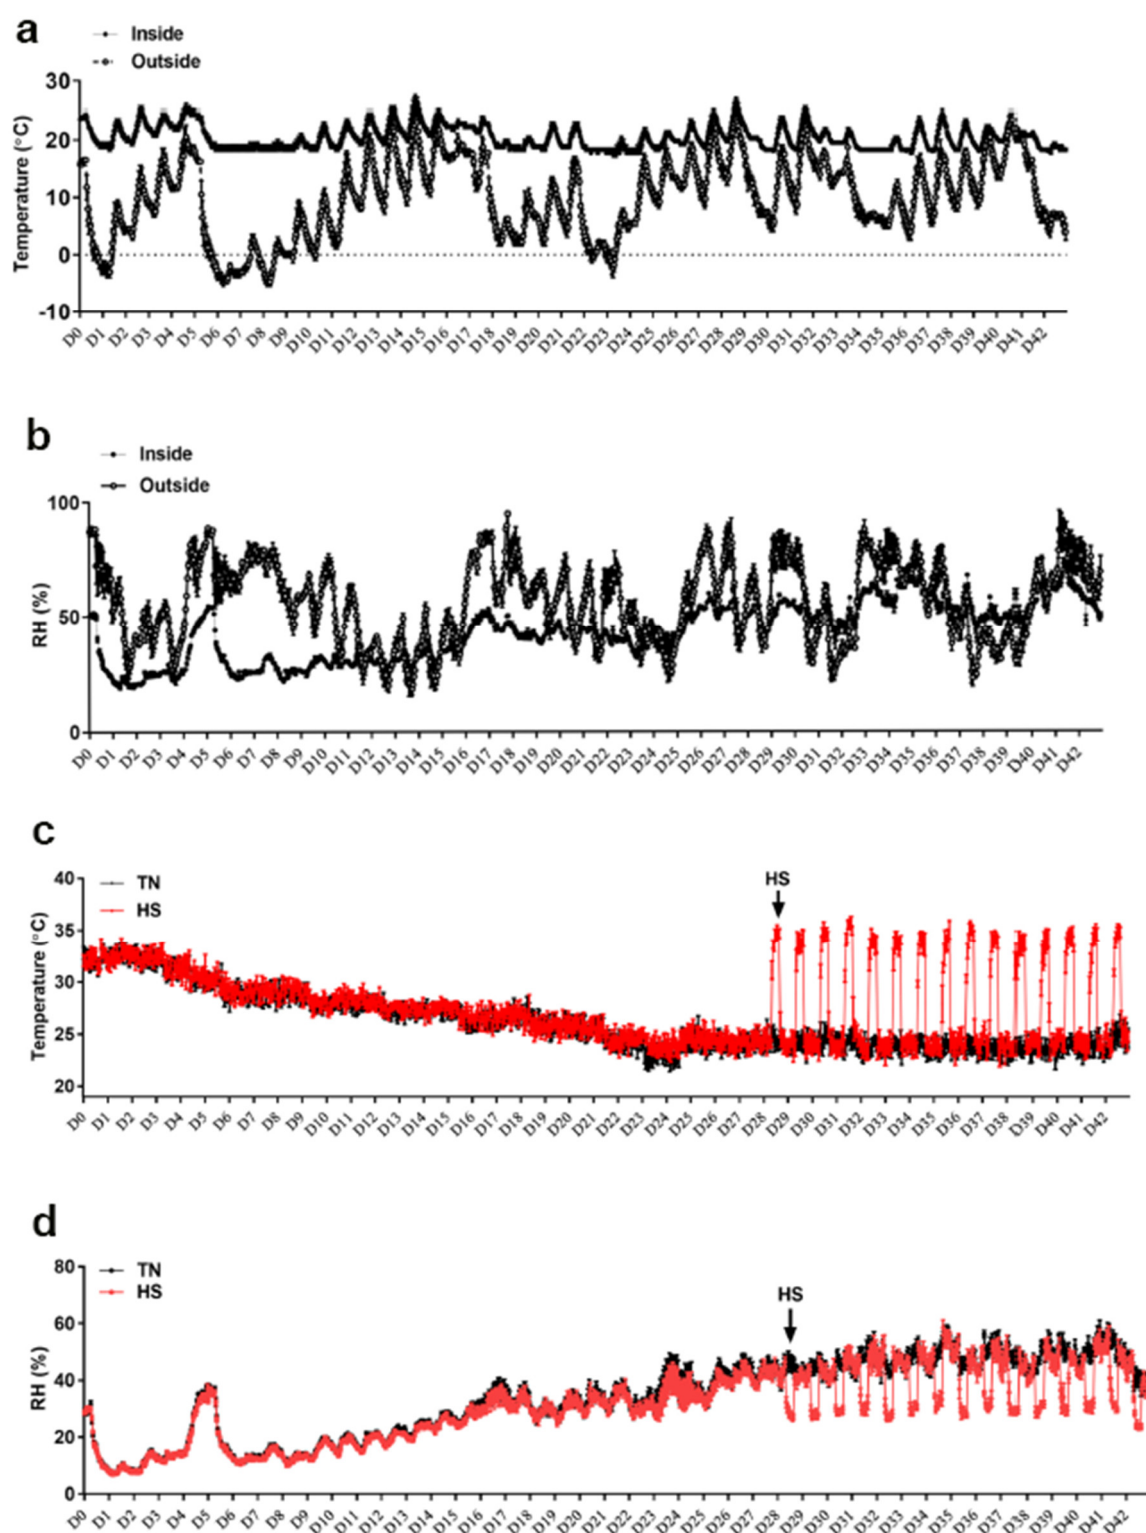 a
Inside
Outside
30
20
10
0
-10
Temperature (°C)
D0 D1 D2 D3 D4 D5 D6 D7 D8 D9 D10 D11 D12 D13 D14 D15 D16 D17 D18 D19 D20 D21 D22 D23 D24 D25 D26 D27 D28 D29 D30 D31 D32 D33 D34 D35 D36 D37 D38 D39 D40 D41 D42
b
Inside
Outside
100
50
0
RH (%)
D0 D1 D2 D3 D4 D5 D6 D7 D8 D9 D10 D11 D12 D13 D14 D15 D16 D17 D18 D19 D20 D21 D22 D23 D24 D25 D26 D27 D28 D29 D30 D31 D32 D33 D34 D35 D36 D37 D38 D39 D40 D41 D42
c
TN
HS
HS
40
35
30
25
20
Temperature (°C)
D0 D1 D2 D3 D4 D5 D6 D7 D8 D9 D10 D11 D12 D13 D14 D15 D16 D17 D18 D19 D20 D21 D22 D23 D24 D25 D26 D27 D28 D29 D30 D31 D32 D33 D34 D35 D36 D37 D38 D39 D40 D41 D42
d
TN
HS
HS
80
60
40
20
0
RH (%)
D0 D1 D2 D3 D4 D5 D6 D7 D8 D9 D10 D11 D12 D13 D14 D15 D16 D17 D18 D19 D20 D21 D22 D23 D24 D25 D26 D27 D28 D29 D30 D31 D32 D33 D34 D35 D36 D37 D38 D39 D40 D41 D42